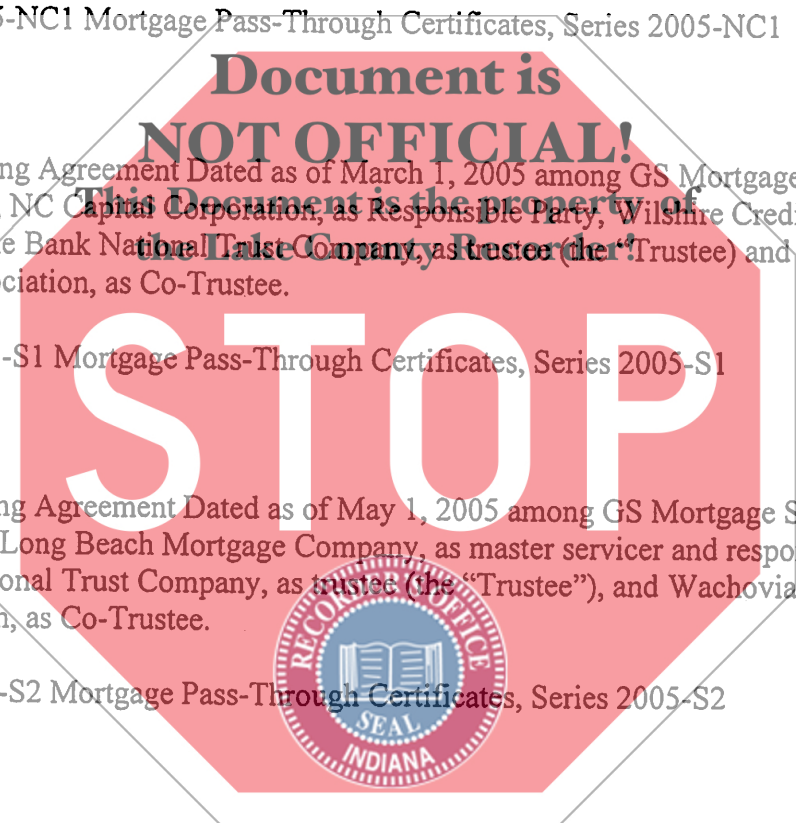 5-NC1 Mortgage Pass-Through Certificates, Series 2005-NC1
Document is
NOT OFFICIAL!
ng Agreement Dated as of March 1, 2005 among GS Mortgage
This Document is the property of
NC Capital Corporation, as Responsible Party, Wilshire Credi
the Lake County Recorder!
e Bank National Trust Company, as trustee (the “Trustee) and
ciation, as Co-Trustee.
-S1 Mortgage Pass-Through Certificates, Series 2005-S1
STOP
ng Agreement Dated as of May 1, 2005 among GS Mortgage S
Long Beach Mortgage Company, as master servicer and respo
onal Trust Company, as trustee (the “Trustee”), and Wachovia
n, as Co-Trustee.
RECORDER'S OFFICE
-S2 Mortgage Pass-Through Certificates, Series 2005-S2
SEAL
INDIANA